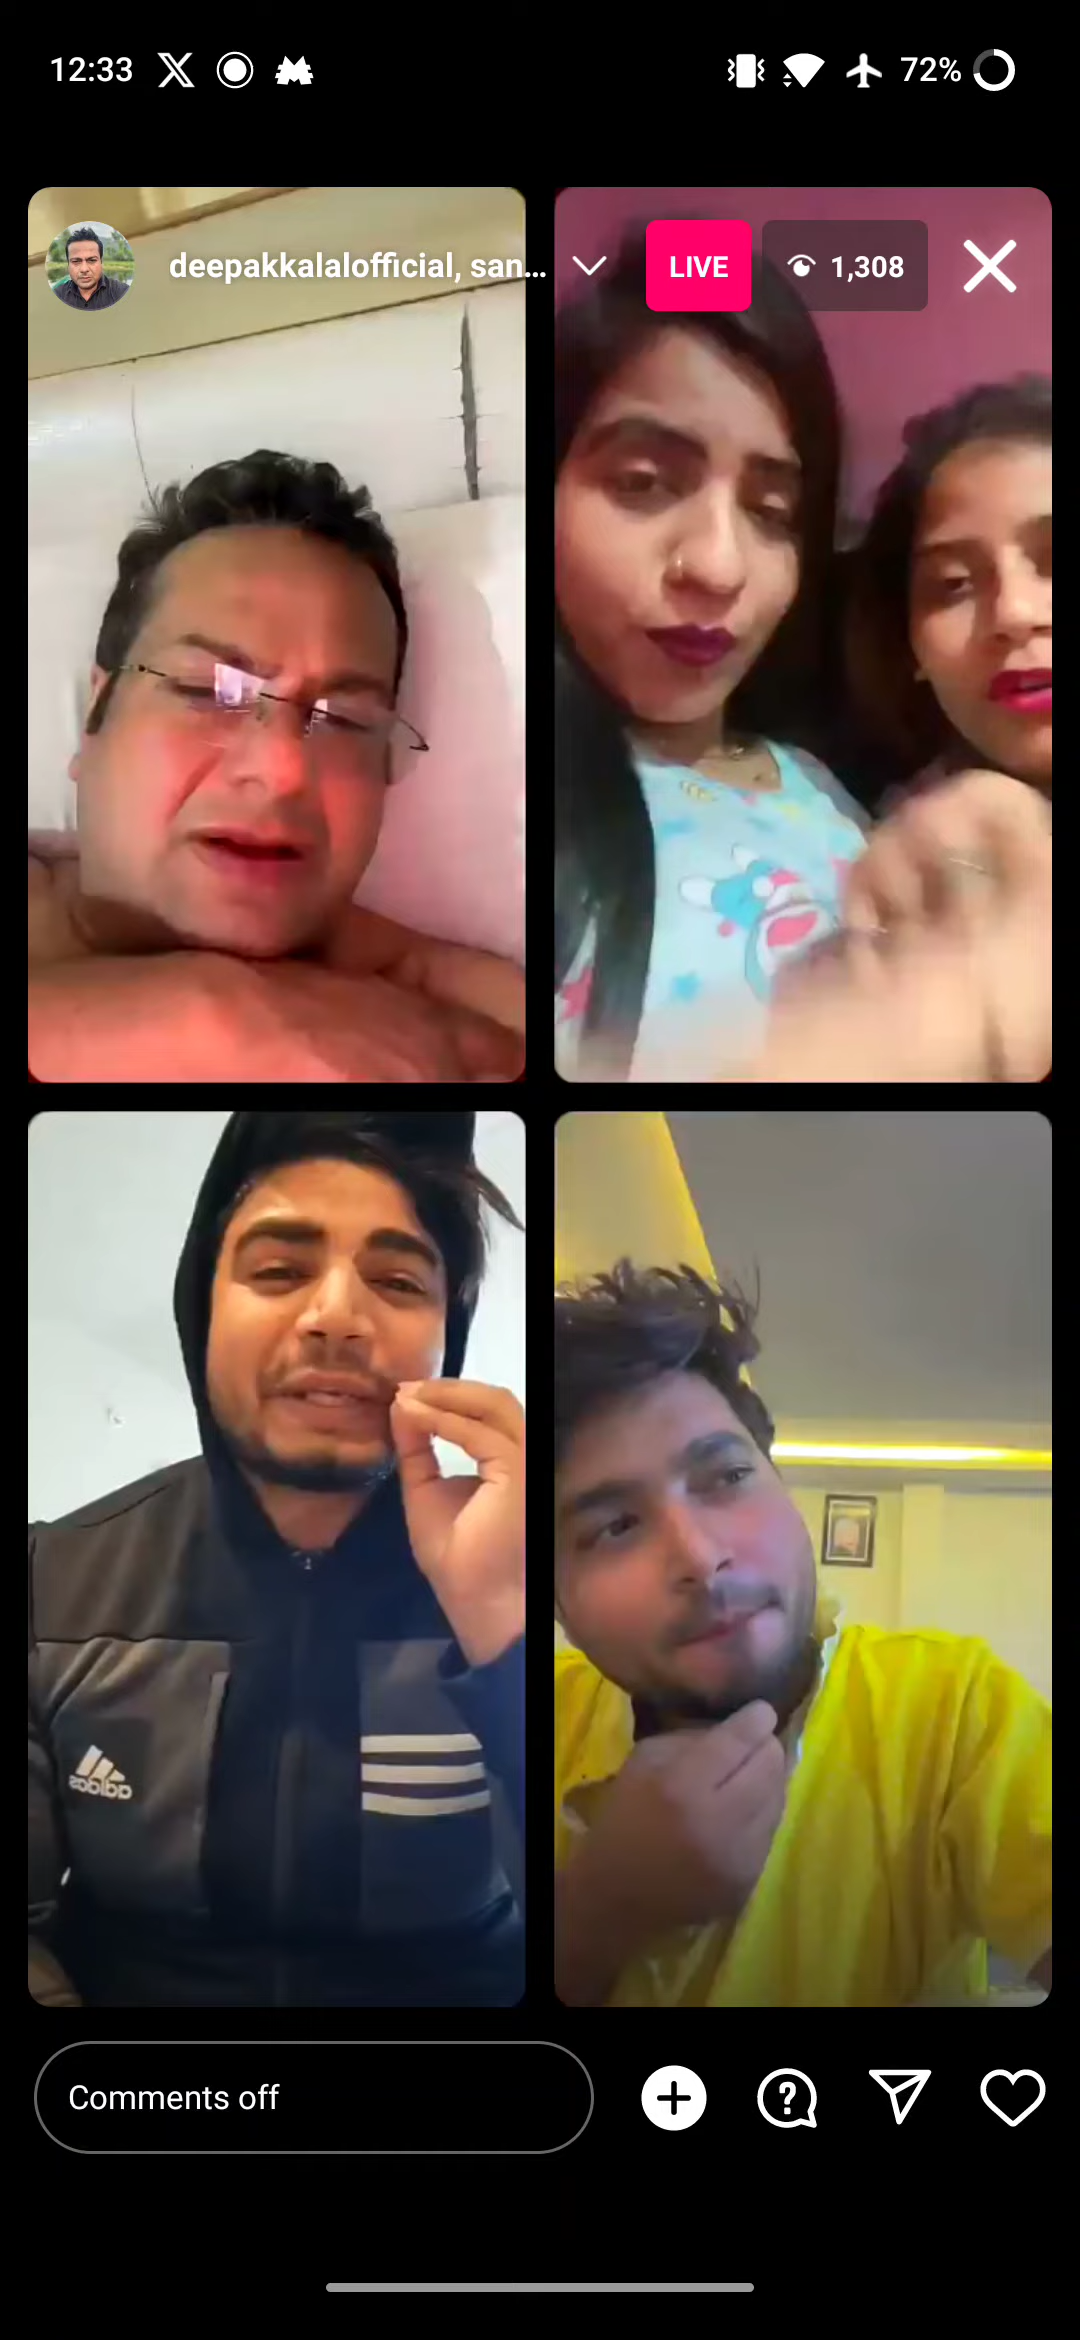 12:33
72%
deepakkalalofficial, san...
LIVE
1,308
adidas
Comments off